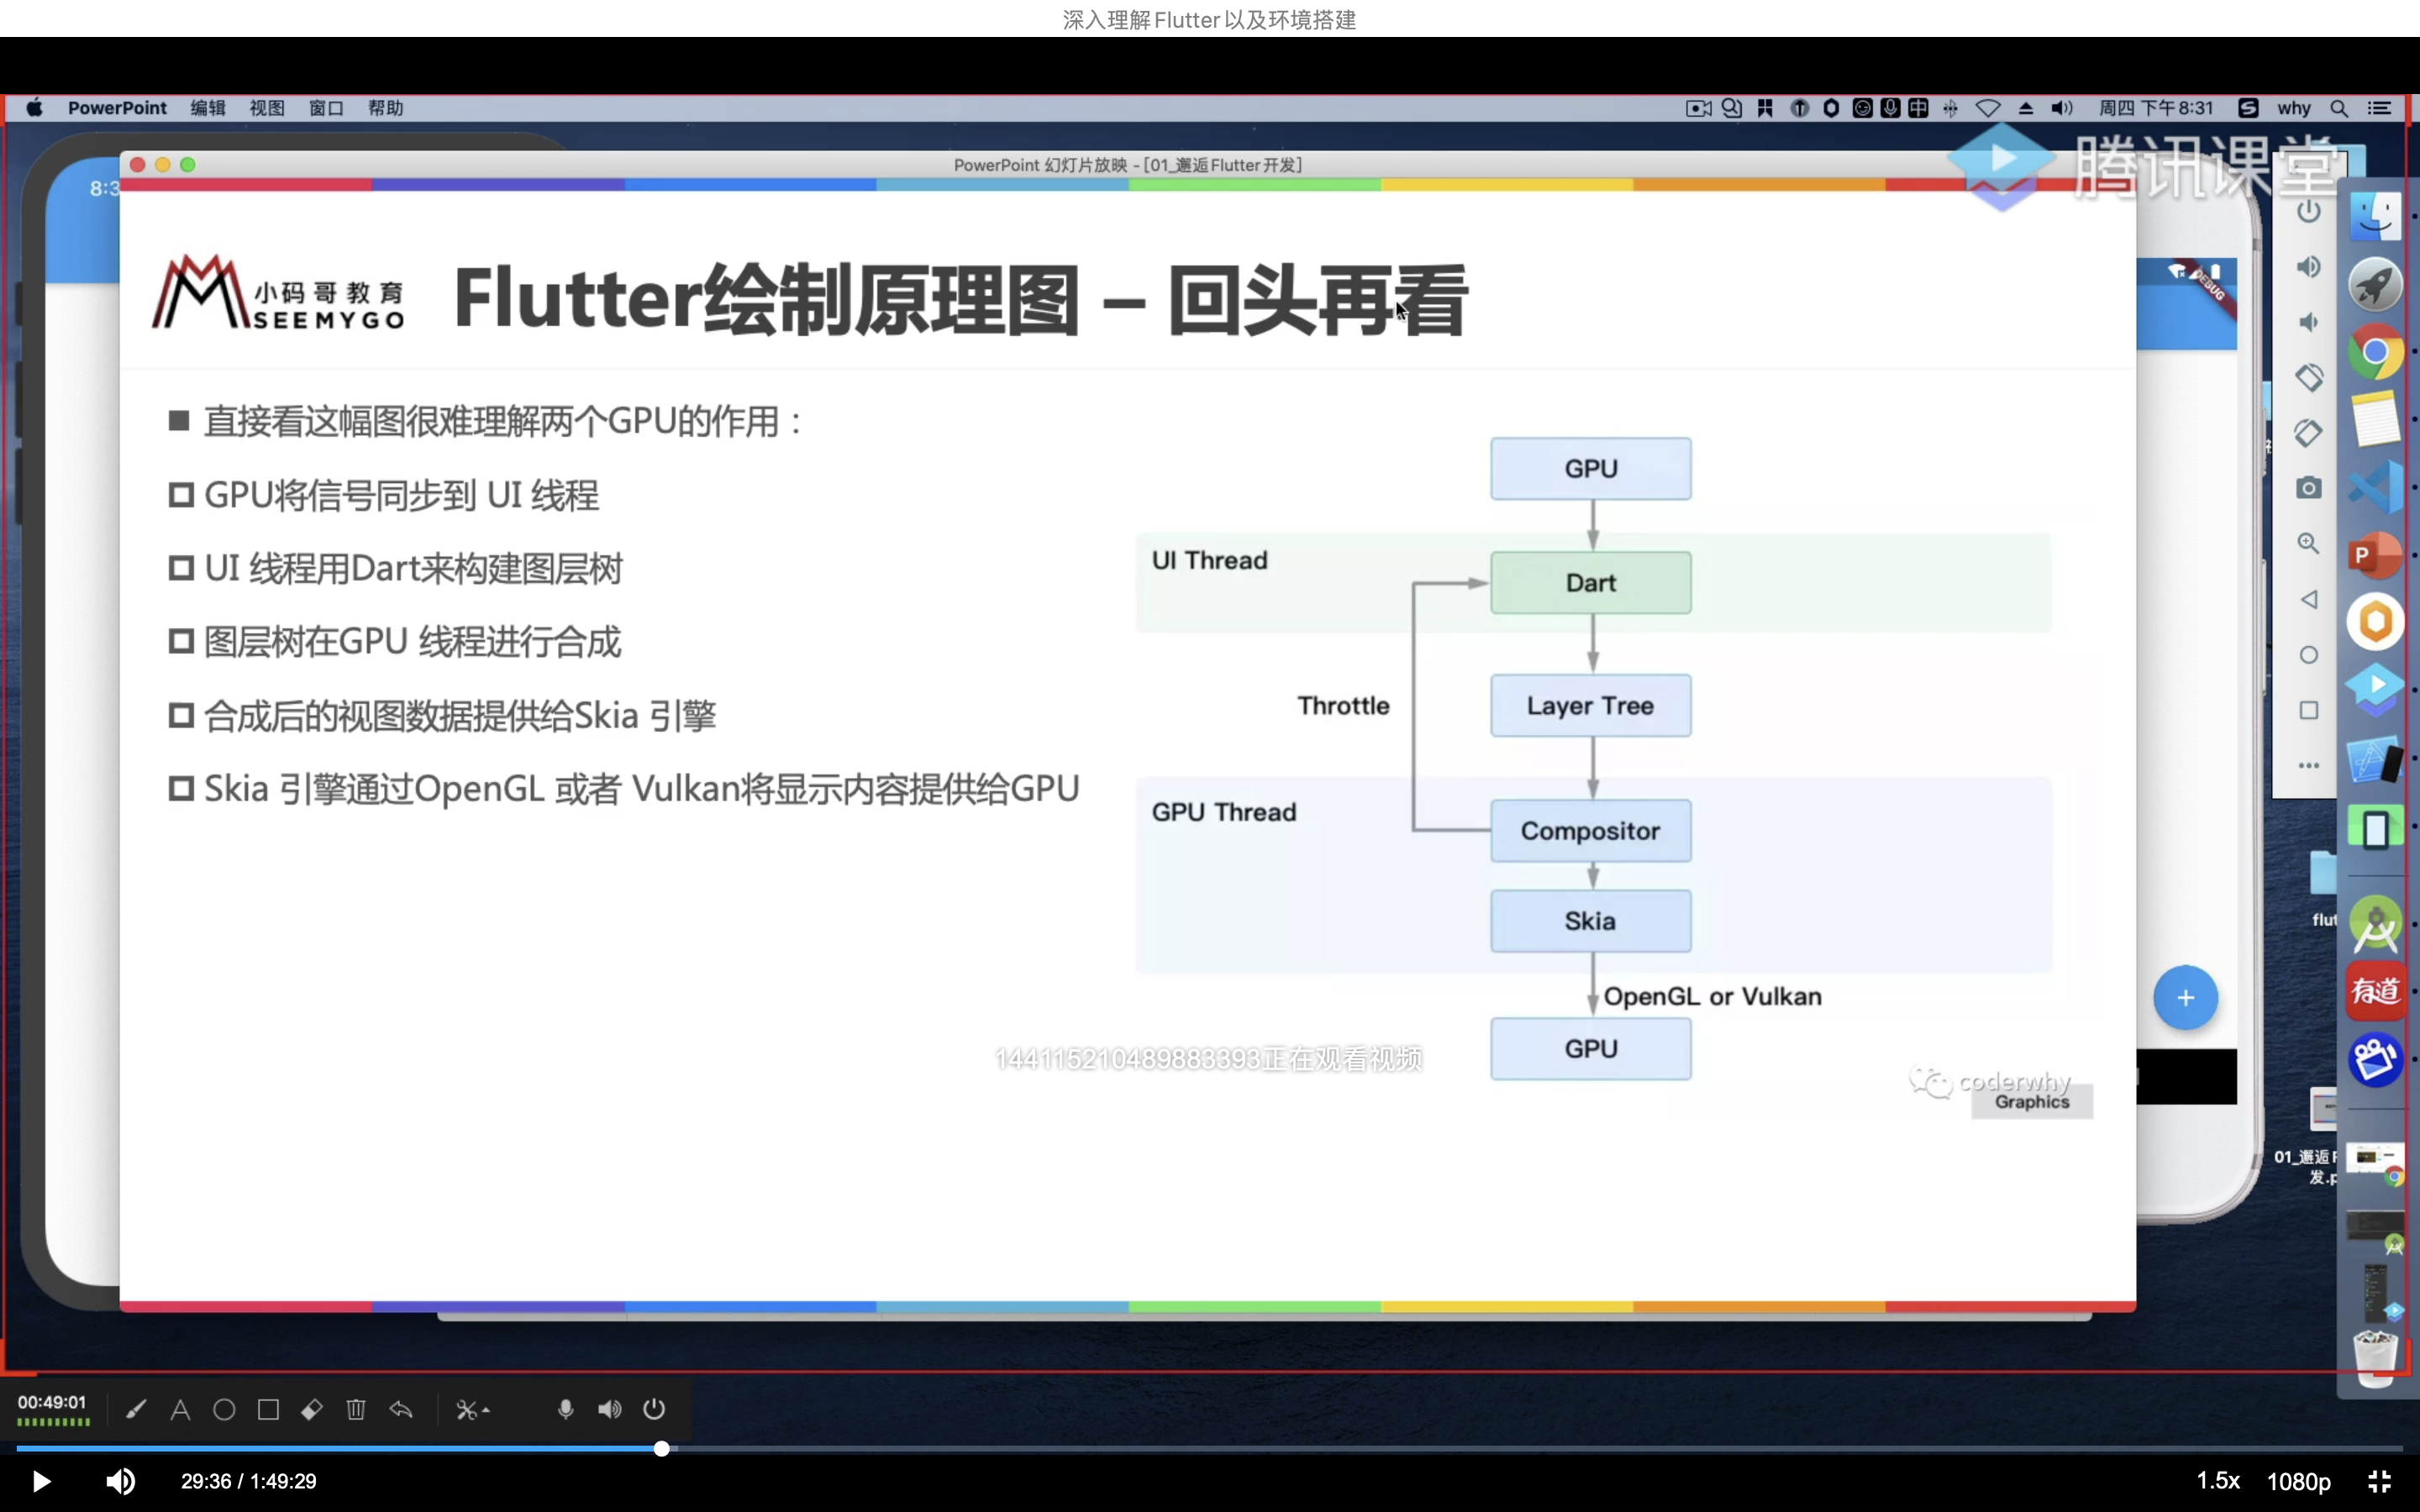 深入理解Flutter以及环境搭建
PowerPoint 编辑 视图 窗口 帮助
中 周四 下午8:31 why
腾讯课堂
PowerPoint 幻灯片放映 - [01_邂逅Flutter开发]
8:3
小码哥教育
SEEMYGO
Flutter绘制原理图 – 回头再看
DEBUG
直接看这幅图很难理解两个GPU的作用：
GPU将信号同步到 UI 线程
UI 线程用Dart来构建图层树
图层树在GPU 线程进行合成
合成后的视图数据提供给Skia 引擎
Skia 引擎通过OpenGL 或者 Vulkan将显示内容提供给GPU
GPU
UI Thread
Dart
Throttle
Layer Tree
GPU Thread
Compositor
Skia
OpenGL or Vulkan
GPU
coderwhy
Graphics
144115210489883393正在观看视频
P
flut
有道
01_邂逅F
发.p
00:49:01
29:36 / 1:49:29
1.5x 1080p